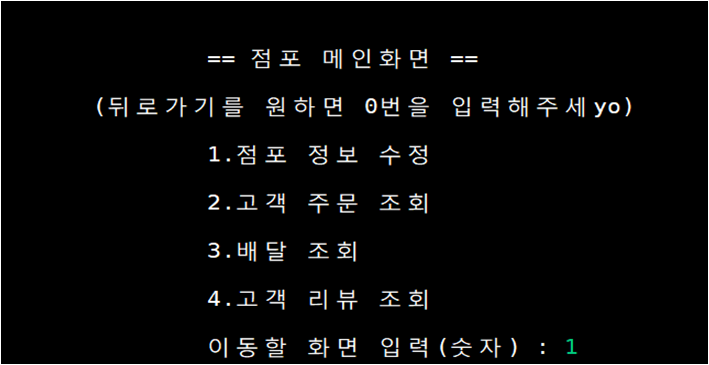 == 점포 메인화면 ==
(뒤로가기를 원하면 0번을 입력해주세yo)
1.점포 정보 수정
2.고객 주문 조회
3.배달 조회
4.고객 리뷰 조회
이동할 화면 입력(숫자) : 1